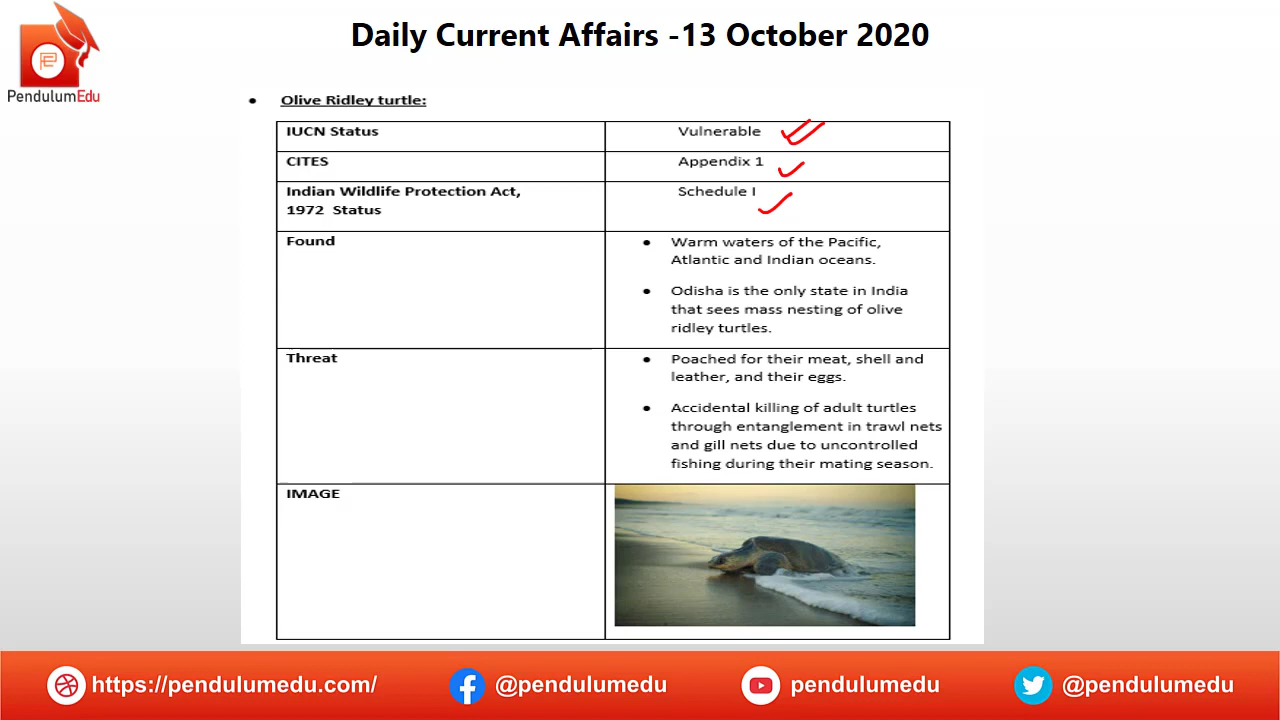 Daily Current Affairs -13 October 2020
PendulumEdu
• Olive Ridley turtle:
IUCN Status
Vulnerable
CITES
Appendix 1
Indian Wildlife Protection Act,
1972 Status
Schedule I
Found
• Warm waters of the Pacific,
Atlantic and Indian oceans.
• Odisha is the only state in India
that sees mass nesting of olive
ridley turtles.
Threat
• Poached for their meat, shell and
leather, and their eggs.
• Accidental killing of adult turtles
through entanglement in trawl nets
and gill nets due to uncontrolled
fishing during their mating season.
IMAGE
https://pendulumedu.com/
@pendulumedu
pendulumedu
@pendulumedu